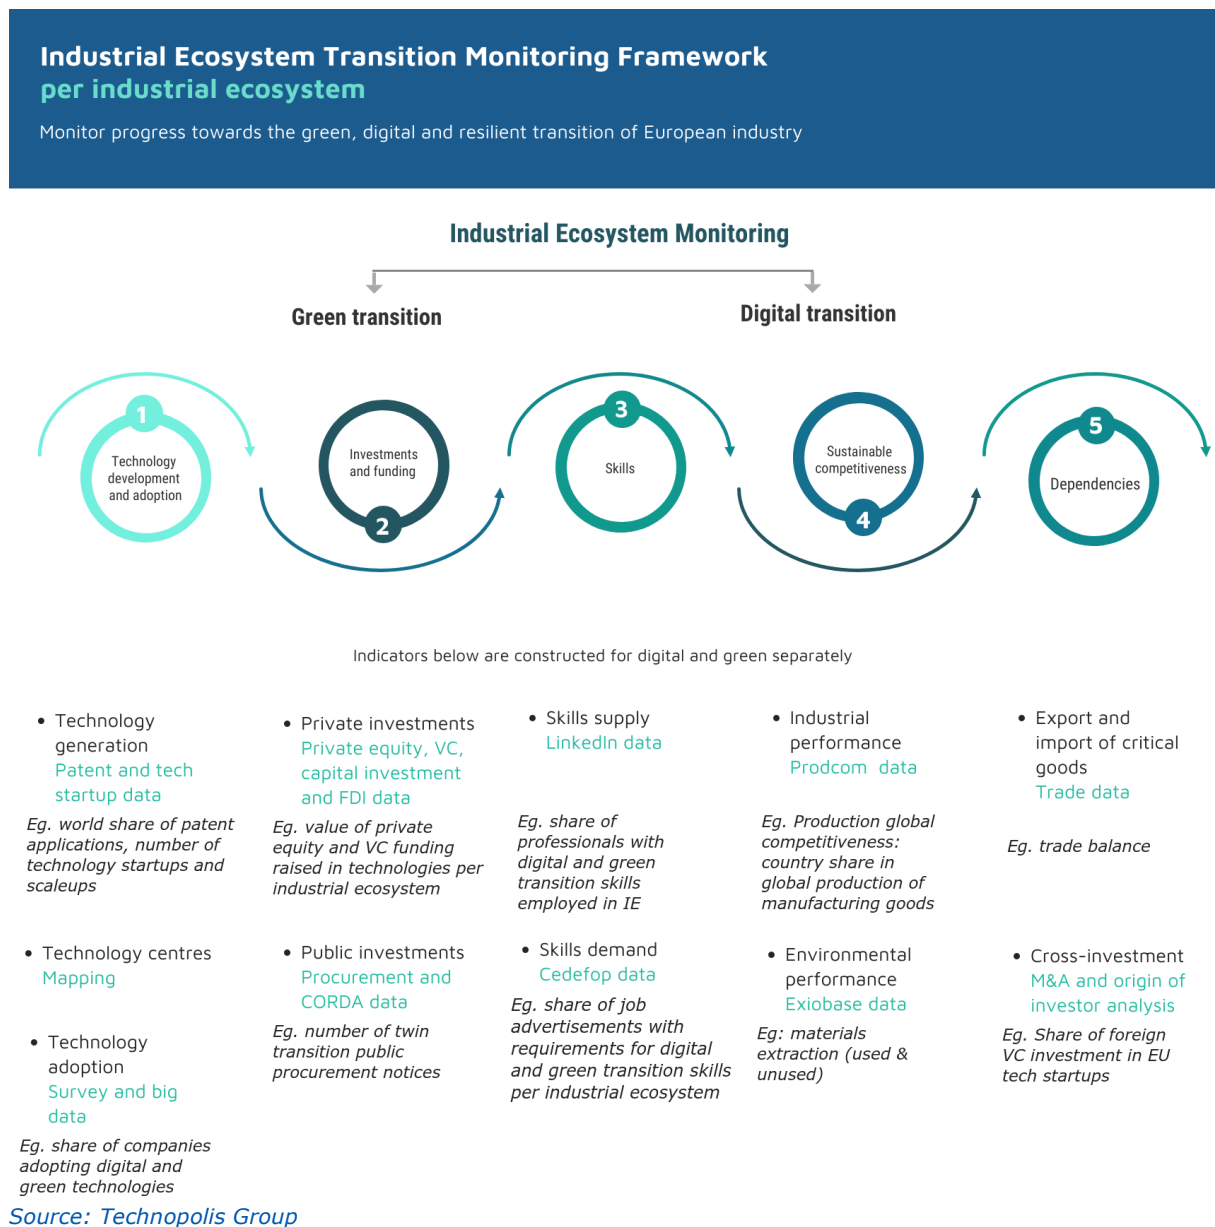 Industrial Ecosystem Transition Monitoring Framework
per industrial ecosystem
Monitor progress towards the green, digital and resilient transition of European industry
Industrial Ecosystem Monitoring
Green transition
Digital transition
1
Technology
development
and adoption
Investments
and funding
2
3
Skills
Sustainable
competitiveness
4
5
Dependencies
Indicators below are constructed for digital and green separately
• Technology
generation
Patent and tech
startup data
Eg. world share of patent
applications, number of
technology startups and
scaleups
• Technology centres
Mapping
• Technology
adoption
Survey and big
data
Eg. share of companies
adopting digital and
green technologies
• Private investments
Private equity, VC,
capital investment
and FDI data
Eg. value of private
equity and VC funding
raised in technologies per
industrial ecosystem
• Public investments
Procurement and
CORDA data
Eg. number of twin
transition public
procurement notices
• Skills supply
LinkedIn data
Eg. share of
professionals with
digital and green
transition skills
employed in IE
• Skills demand
Cedefop data
Eg. share of job
advertisements with
requirements for digital
and green transition skills
per industrial ecosystem
• Industrial
performance
Prodcom data
Eg. Production global
competitiveness:
country share in
global production of
manufacturing goods
• Environmental
performance
Exiobase data
Eg: materials
extraction (used &
unused)
• Export and
import of critical
goods
Trade data
Eg. trade balance
• Cross-investment
M&A and origin of
investor analysis
Eg. Share of foreign
VC investment in EU
tech startups
Source: Technopolis Group